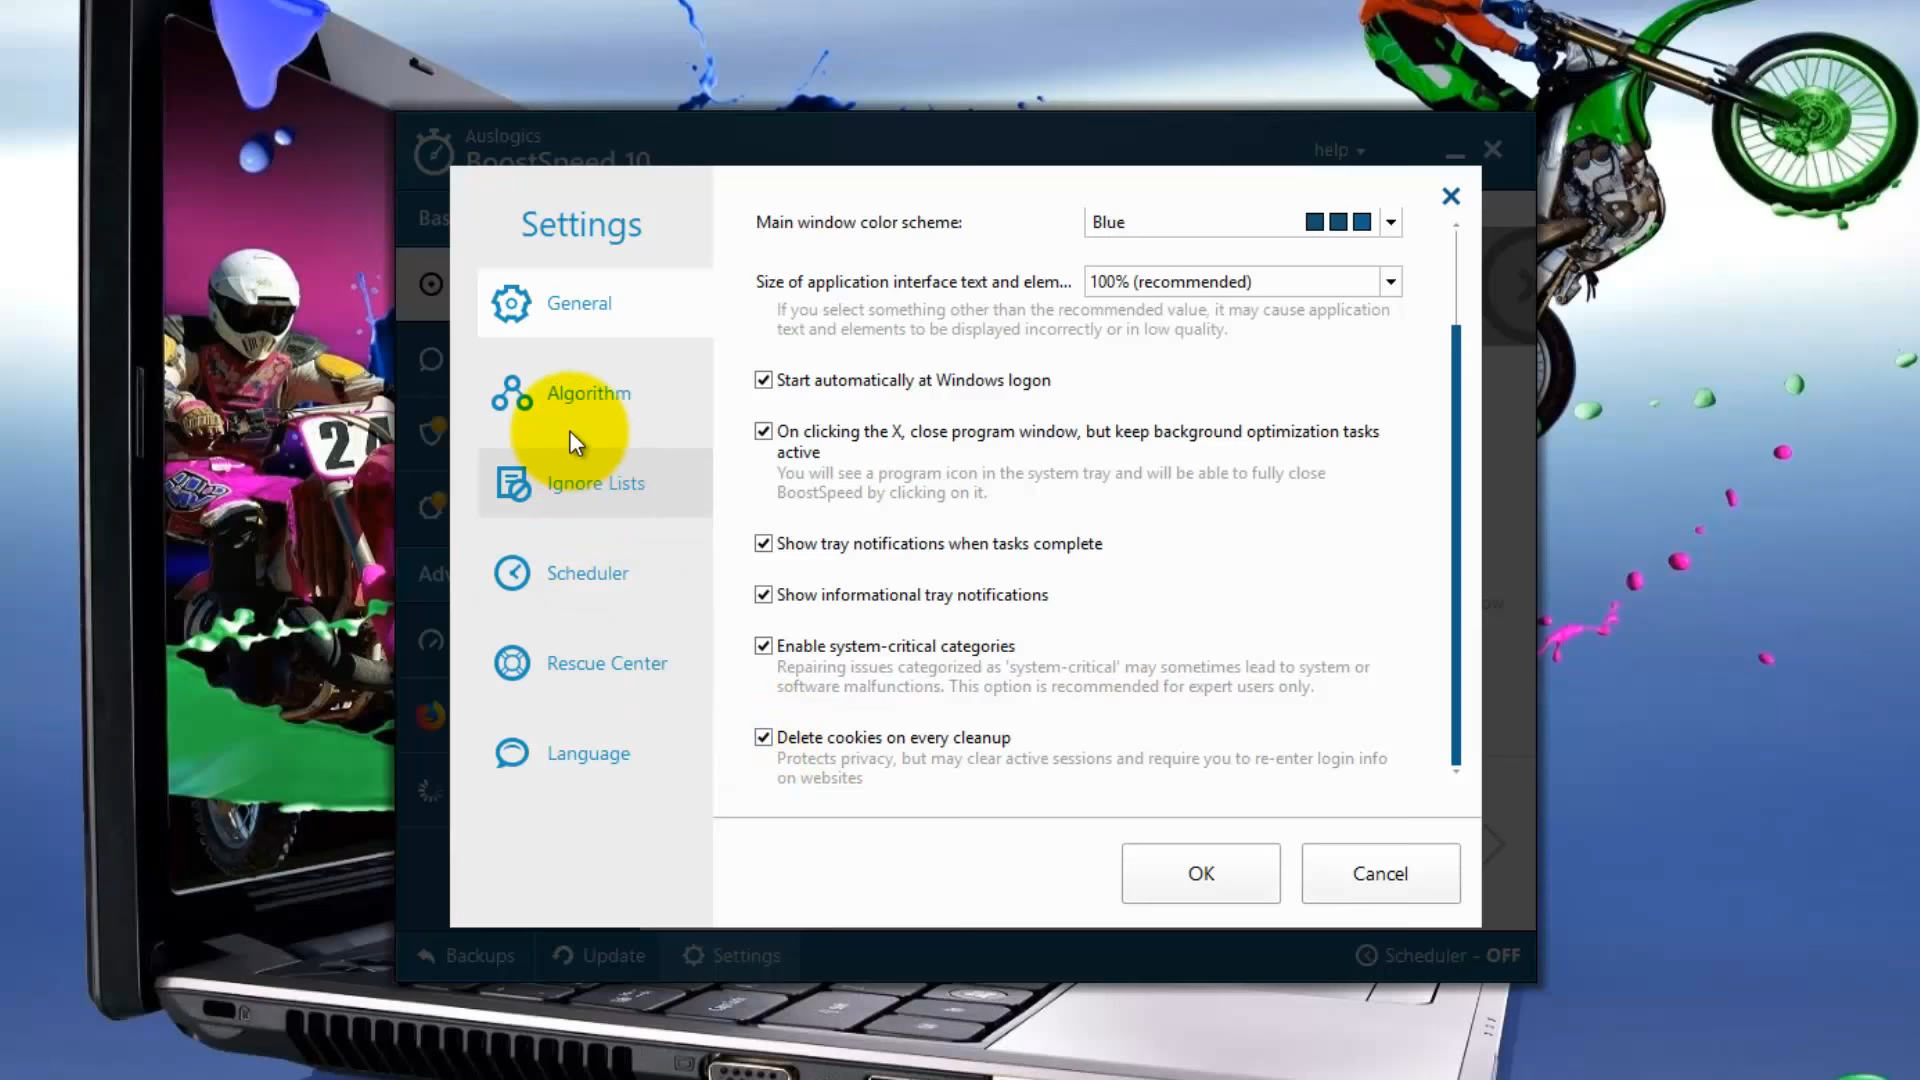 Auslogics
BoostSpeed 10
help
Bas
Settings
Main window color scheme:
Blue
Size of application interface text and elem...
100% (recommended)
If you select something other than the recommended value, it may cause application
text and elements to be displayed incorrectly or in low quality.
General
Start automatically at Windows logon
Algorithm
On clicking the X, close program window, but keep background optimization tasks
active
You will see a program icon in the system tray and will be able to fully close
BoostSpeed by clicking on it.
Ignore Lists
Show tray notifications when tasks complete
Adv
Scheduler
Show informational tray notifications
Enable system-critical categories
Repairing issues categorized as 'system-critical' may sometimes lead to system or
software malfunctions. This option is recommended for expert users only.
Rescue Center
Delete cookies on every cleanup
Protects privacy, but may clear active sessions and require you to re-enter login info
on websites
Language
OK
Cancel
Backups
Update
Settings
Scheduler - OFF